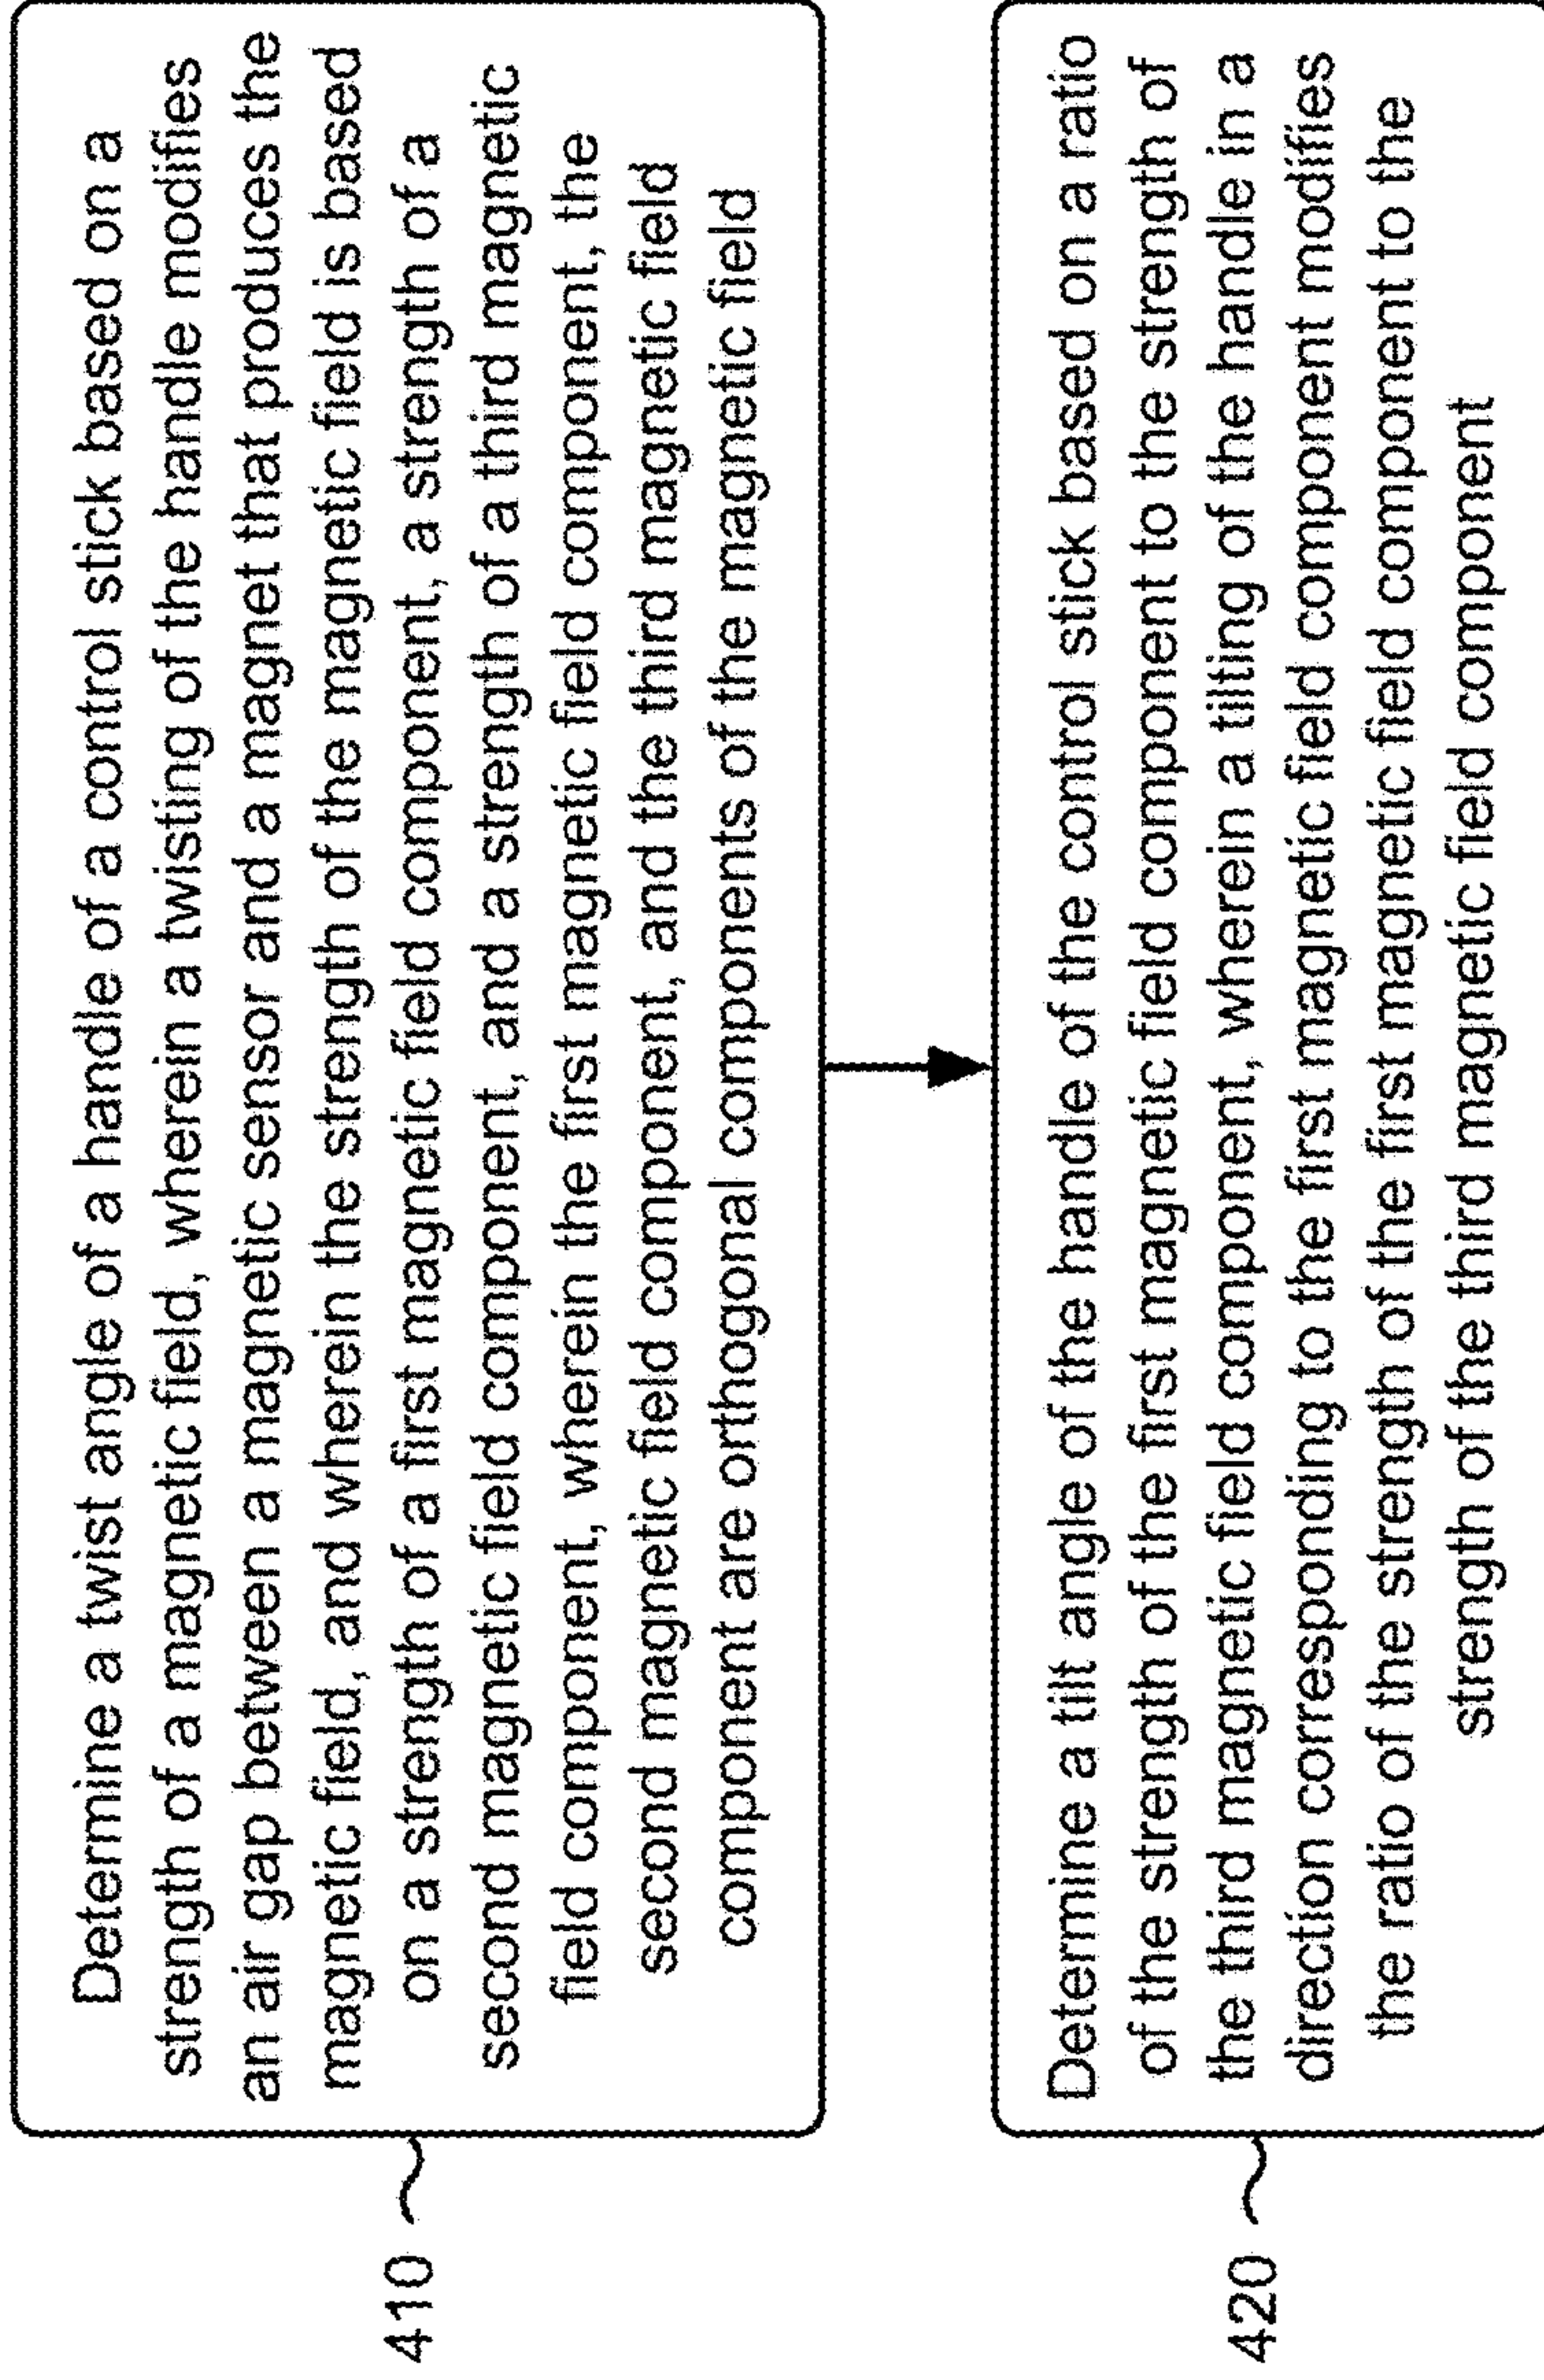 Determine a twist angle of a handle of a control stick based on a
strength of a magnetic field, wherein a twisting of the handle modifies
an air gap between a magnetic sensor and a magnet that produces the
magnetic field, and wherein the strength of the magnetic field is based
on a strength of a first magnetic field component, a strength of a
second magnetic field component, and a strength of a third magnetic
field component, wherein the first magnetic field component, the
second magnetic field component, and the third magnetic field
component are orthogonal components of the magnetic field
410
Determine a tilt angle of the handle of the control stick based on a ratio
of the strength of the first magnetic field component to the strength of
the third magnetic field component, wherein a tilting of the handle in a
direction corresponding to the first magnetic field component modifies
the ratio of the strength of the first magnetic field component to the
strength of the third magnetic field component
420